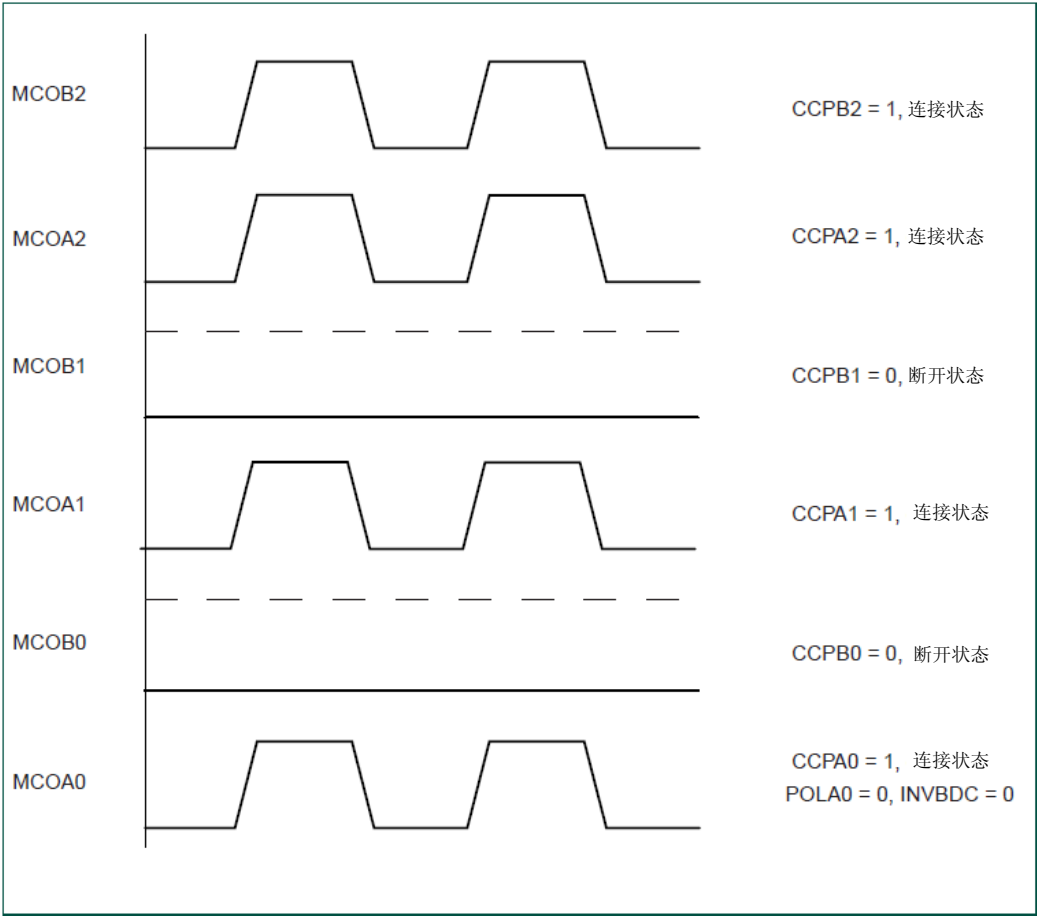 MCOB2
CCPB2 = 1, 连接状态
MCOA2
CCPA2 = 1, 连接状态
MCOB1
CCPB1 = 0, 断开状态
MCOA1
CCPA1 = 1, 连接状态
MCOB0
CCPB0 = 0, 断开状态
MCOA0
CCPA0 = 1, 连接状态
POLA0 = 0, INVBDC = 0